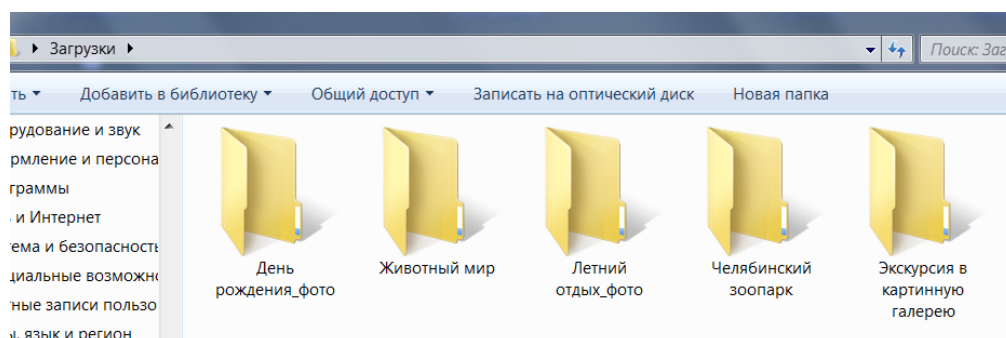 Загрузки
Поиск: Заг
ть Добавить в библиотеку Общий доступ Записать на оптический диск Новая папка
рудование и звук
рмление и персона
граммы
и Интернет
тема и безопасность
циальные возможно
тные записи пользо
ы, язык и регион
День
рождения_фото
Животный мир
Летний
отдых_фото
Челябинский
зоопарк
Экскурсия в
картинную
галерею